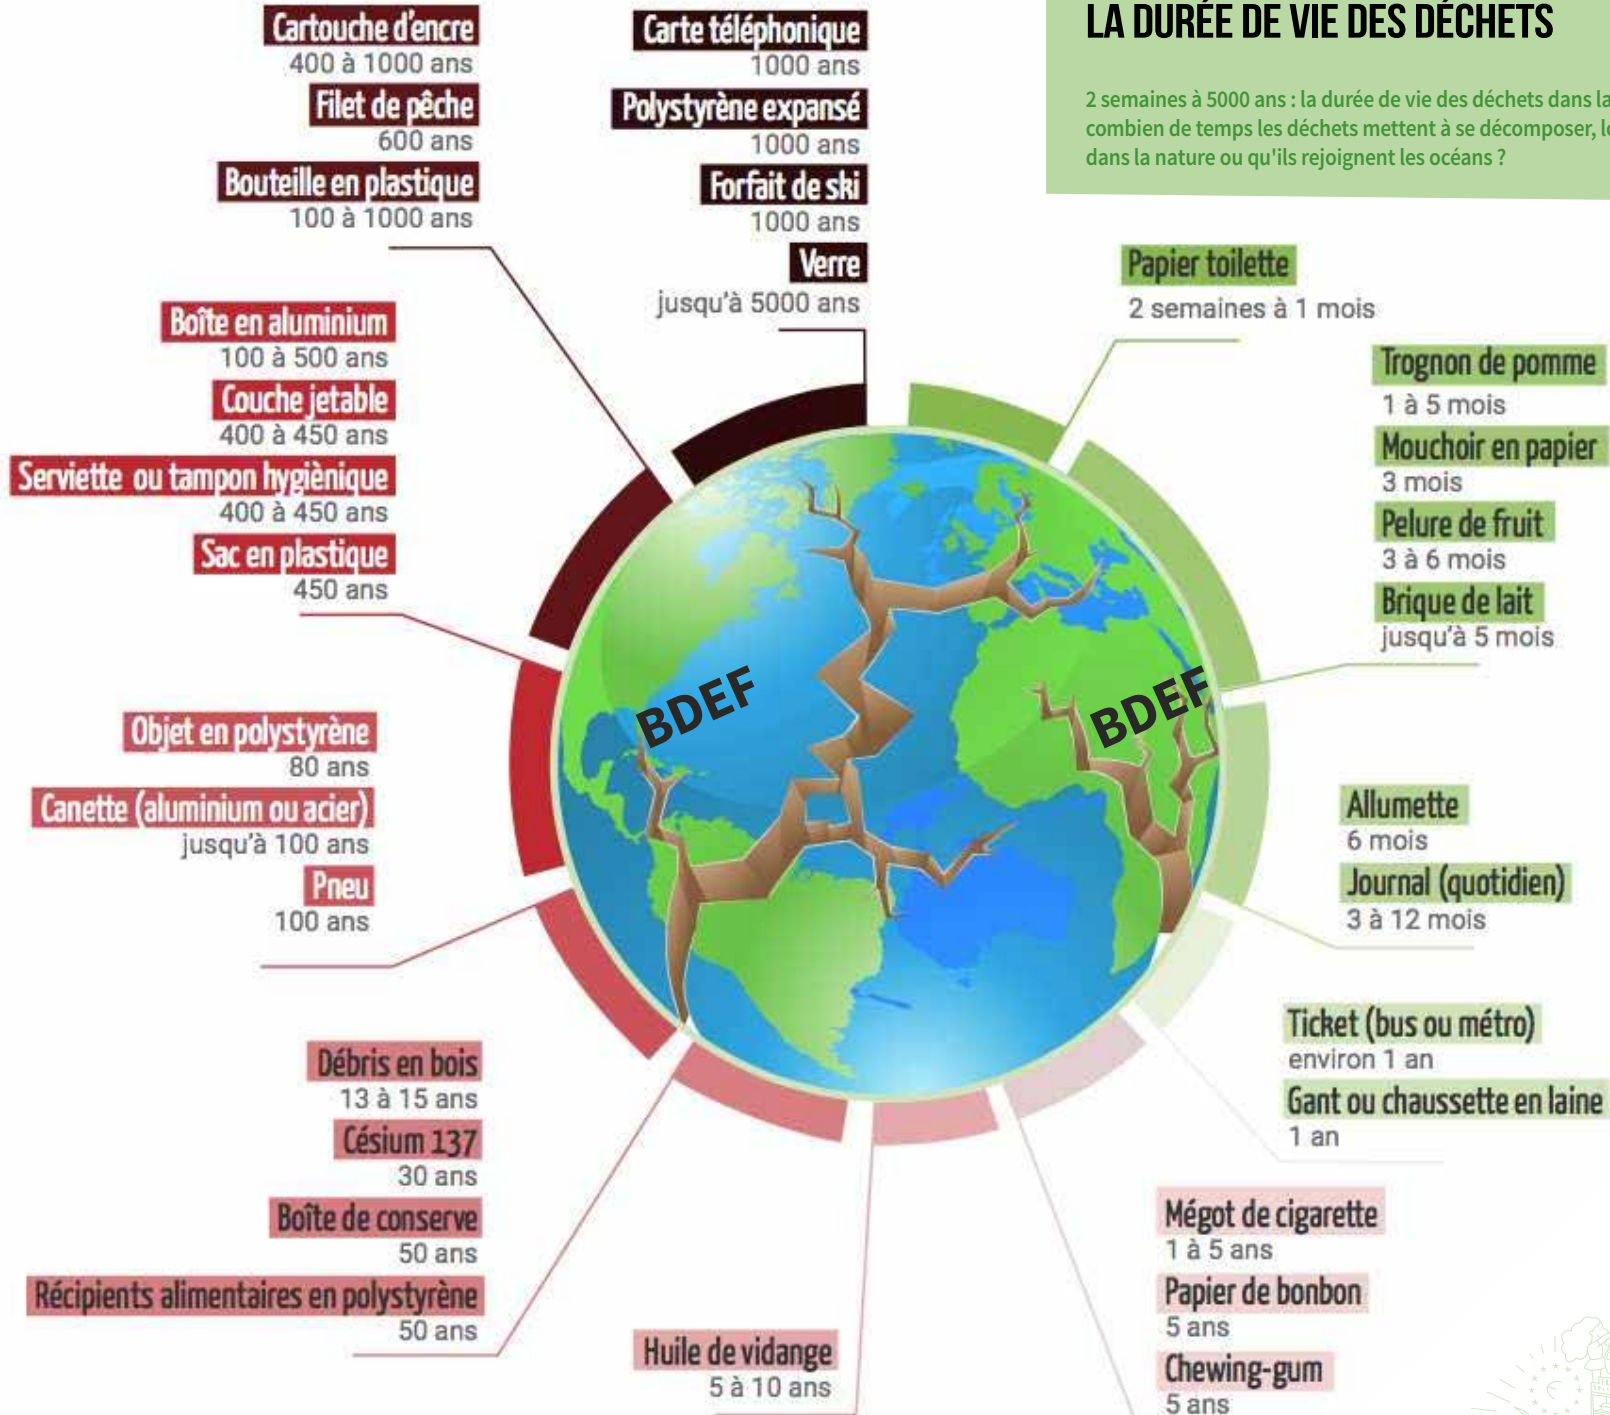 LA DURÉE DE VIE DES DÉCHETS
2 semaines à 5000 ans : la durée de vie des déchets dans la
combien de temps les déchets mettent à se décomposer,
dans la nature ou qu'ils rejoignent les océans ?
Cartouche d'encre
400 à 1000 ans
Filet de pêche
600 ans
Bouteille en plastique
100 à 1000 ans
Carte téléphonique
1000 ans
Polystyrène expansé
1000 ans
Forfait de ski
1000 ans
Verre
jusqu'à 5000 ans
Papier toilette
2 semaines à 1 mois
Trognon de pomme
1 à 5 mois
Mouchoir en papier
3 mois
Pelure de fruit
3 à 6 mois
Brique de lait
jusqu'à 5 mois
Boîte en aluminium
100 à 500 ans
Couche jetable
400 à 450 ans
Serviette ou tampon hygiènique
400 à 450 ans
Sac en plastique
450 ans
BDEF
BDEF
Objet en polystyrène
80 ans
Canette (aluminium ou acier)
jusqu'à 100 ans
Pneu
100 ans
Allumette
6 mois
Journal (quotidien)
3 à 12 mois
Ticket (bus ou métro)
environ 1 an
Gant ou chaussette en laine
1 an
Débris en bois
13 à 15 ans
Césium 137
30 ans
Boîte de conserve
50 ans
Récipients alimentaires en polystyrène
50 ans
Huile de vidange
5 à 10 ans
Mégot de cigarette
1 à 5 ans
Papier de bonbon
5 ans
Chewing-gum
5 ans